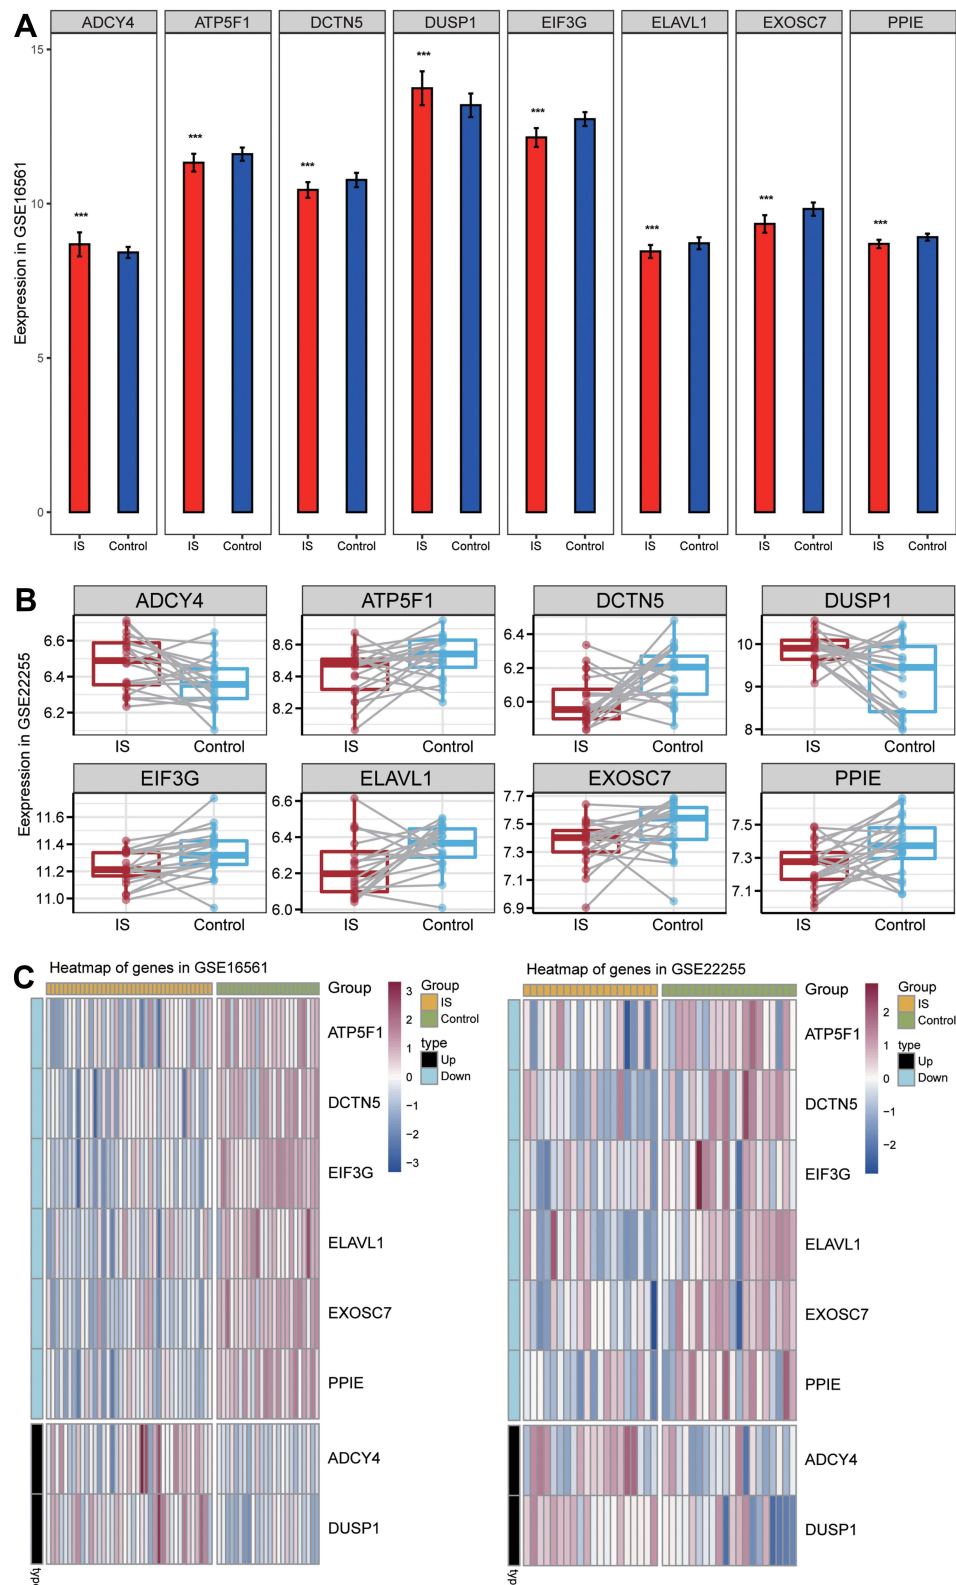 A
ADCY4 ATP5F1 DCTN5 DUSP1 EIF3G ELAVL1 EXOSC7 PPIE
Eexpression in GSE16561
15
10
5
0
*** *** *** *** *** *** *** ***
IS Control IS Control IS Control IS Control IS Control IS Control IS Control IS Control
B
Eexpression in GSE22255
ADCY4 ATP5F1 DCTN5 DUSP1
6.6 8.6 6.4 10
6.4 8.4 6.2 9
6.2 8.2 6.0 8
IS Control IS Control IS Control IS Control
EIF3G ELAVL1 EXOSC7 PPIE
11.6 6.6 7.7 7.5
11.4 6.4 7.5 7.3
11.2 6.2 7.3 7.1
11.0 6.0 7.1
6.9
IS Control IS Control IS Control IS Control
C
Heatmap of genes in GSE16561
Group
ATP5F1
DCTN5
EIF3G
ELAVL1
EXOSC7
PPIE
ADCY4
DUSP1
type
3
2
1
0
−1
−2
−3
Group
IS
Control
type
Up
Down
Heatmap of genes in GSE22255
Group
ATP5F1
DCTN5
EIF3G
ELAVL1
EXOSC7
PPIE
ADCY4
DUSP1
type
2
1
0
−1
−2
Group
IS
Control
type
Up
Down